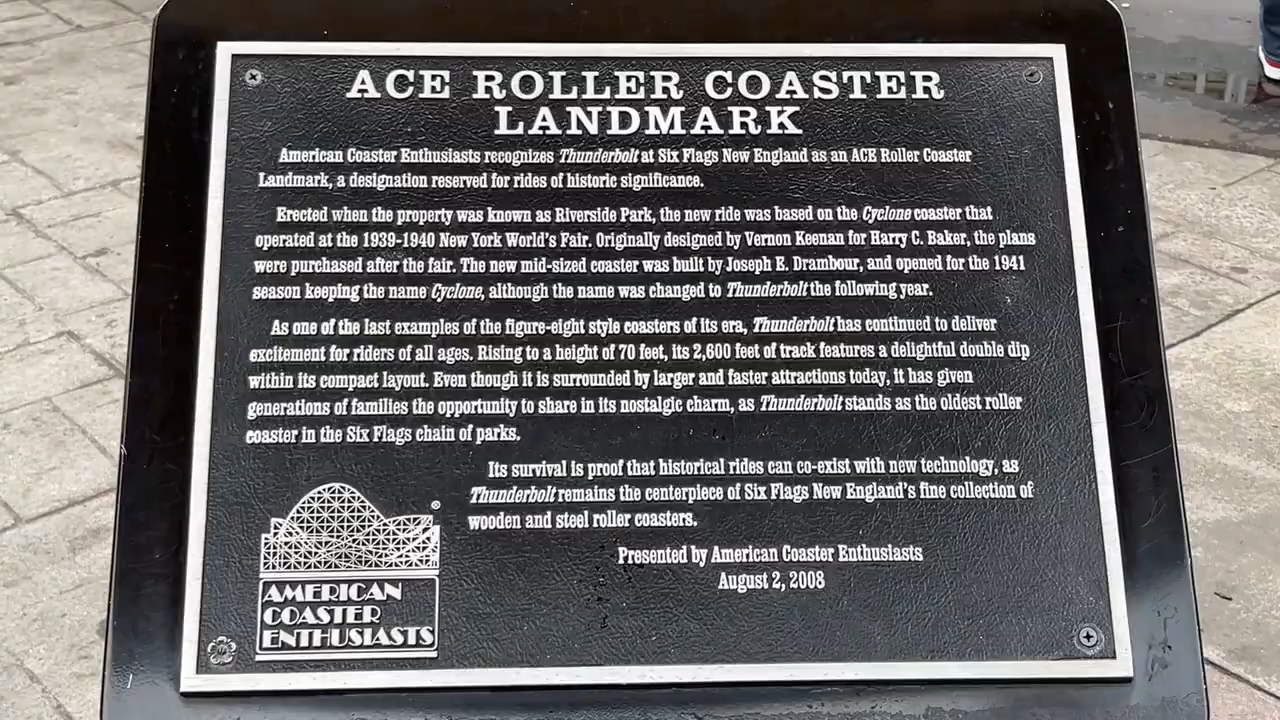 ACE ROLLER COASTER
LANDMARK
American Coaster Enthusiasts recognizes Thunderbolt at Six Flags New England as an ACE Roller Coaster
Landmark, a designation reserved for rides of historic significance.
Erected when the property was known as Riverside Park, the new ride was based on the Cyclone coaster that
operated at the 1939-1940 New York World's Fair. Originally designed by Vernon Keenan for Harry C. Baker, the plans
were purchased after the fair. The new mid-sized coaster was built by Joseph E. Drambour, and opened for the 1941
season keeping the name Cyclone, although the name was changed to Thunderbolt the following year.
As one of the last examples of the figure-eight style coasters of its era, Thunderbolt has continued to deliver
excitement for riders of all ages. Rising to a height of 70 feet, its 2,600 feet of track features a delightful double dip
within its compact layout. Even though it is surrounded by larger and faster attractions today, it has given
generations of families the opportunity to share in its nostalgic charm, as Thunderbolt stands as the oldest roller
coaster in the Six Flags chain of parks.
Its survival is proof that historical rides can co-exist with new technology, as
Thunderbolt remains the centerpiece of Six Flags New England's fine collection of
wooden and steel roller coasters.
Presented by American Coaster Enthusiasts
August 2, 2008
®
AMERICAN
COASTER
ENTHUSIASTS